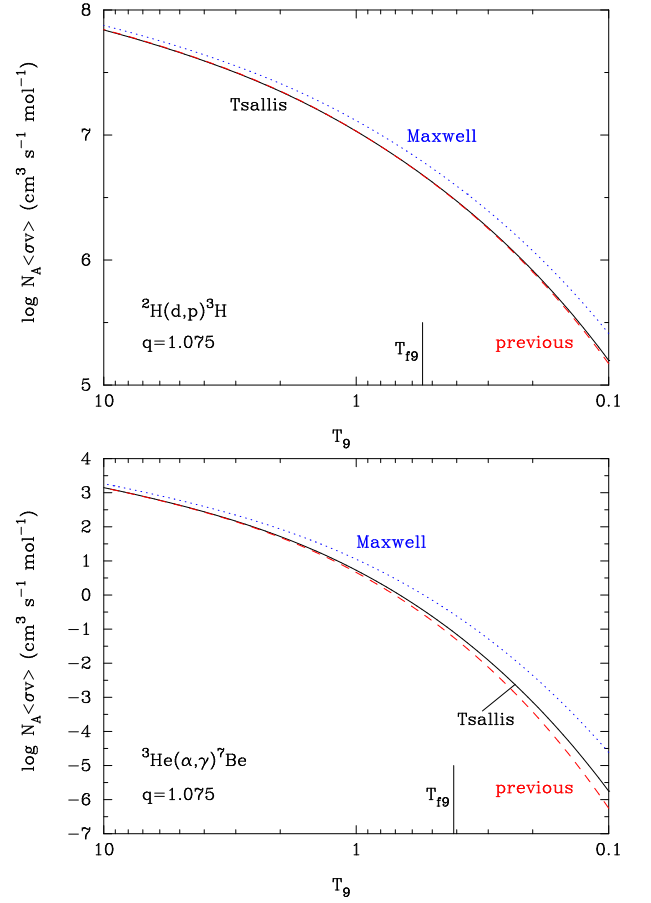 8
Tsallis
Maxwell
7
log N_A<σv> (cm³ s⁻¹ mol⁻¹)
6
²H(d,p)³H
q=1.075
T_f9
previous
5
10
1
0.1
T₉
4
3
2
Maxwell
1
0
−1
log N_A<σv> (cm³ s⁻¹ mol⁻¹)
−2
−3
Tsallis
−4
³He(α,γ)⁷Be
−5
q=1.075
T_f9
previous
−6
−7
10
1
0.1
T₉